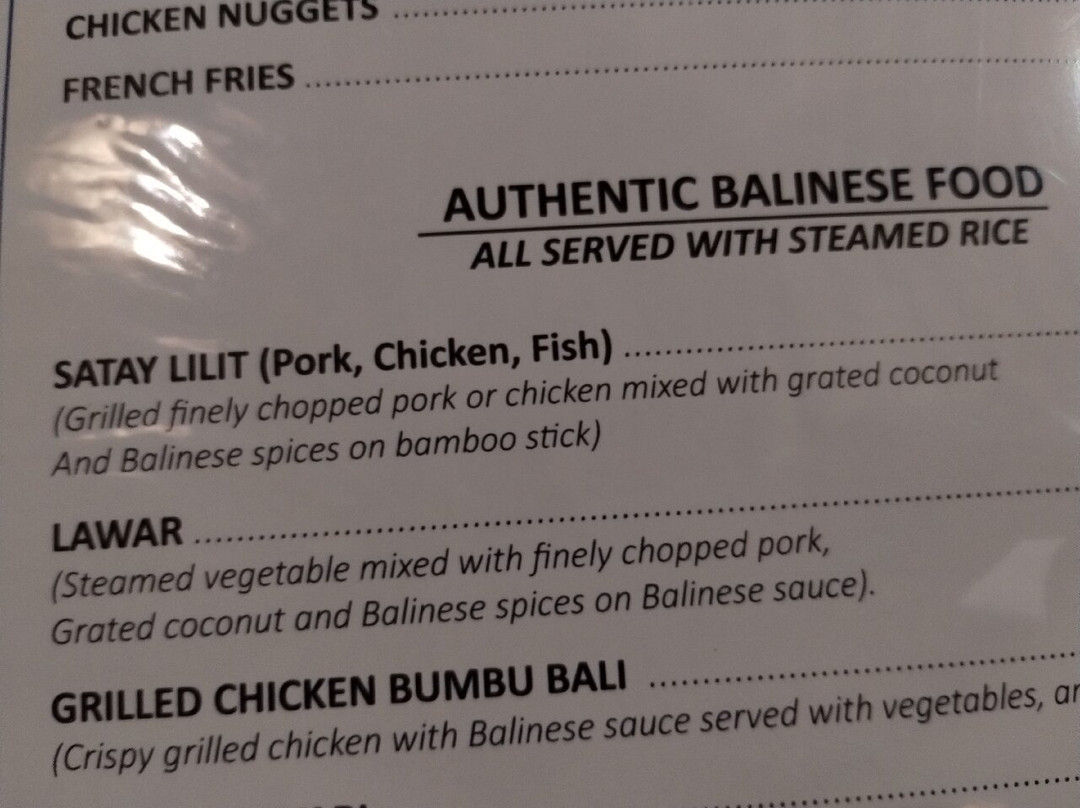 CHICKEN NUGGETS ........................
FRENCH FRIES ........................
AUTHENTIC BALINESE FOOD
ALL SERVED WITH STEAMED RICE
SATAY LILIT (Pork, Chicken, Fish) ........................
(Grilled finely chopped pork or chicken mixed with grated coconut
And Balinese spices on bamboo stick)
LAWAR ........................
(Steamed vegetable mixed with finely chopped pork,
Grated coconut and Balinese spices on Balinese sauce).
GRILLED CHICKEN BUMBU BALI ........................
(Crispy grilled chicken with Balinese sauce served with vegetables,